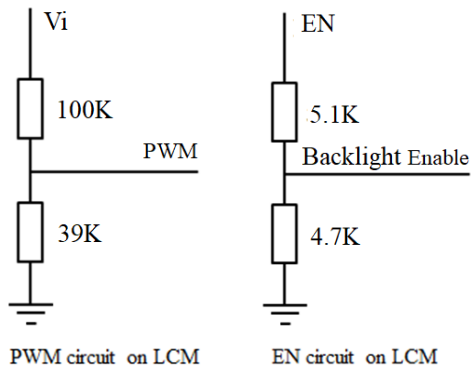 Vi
EN
100K
5.1K
PWM
Backlight Enable
39K
4.7K
PWM circuit on LCM
EN circuit on LCM